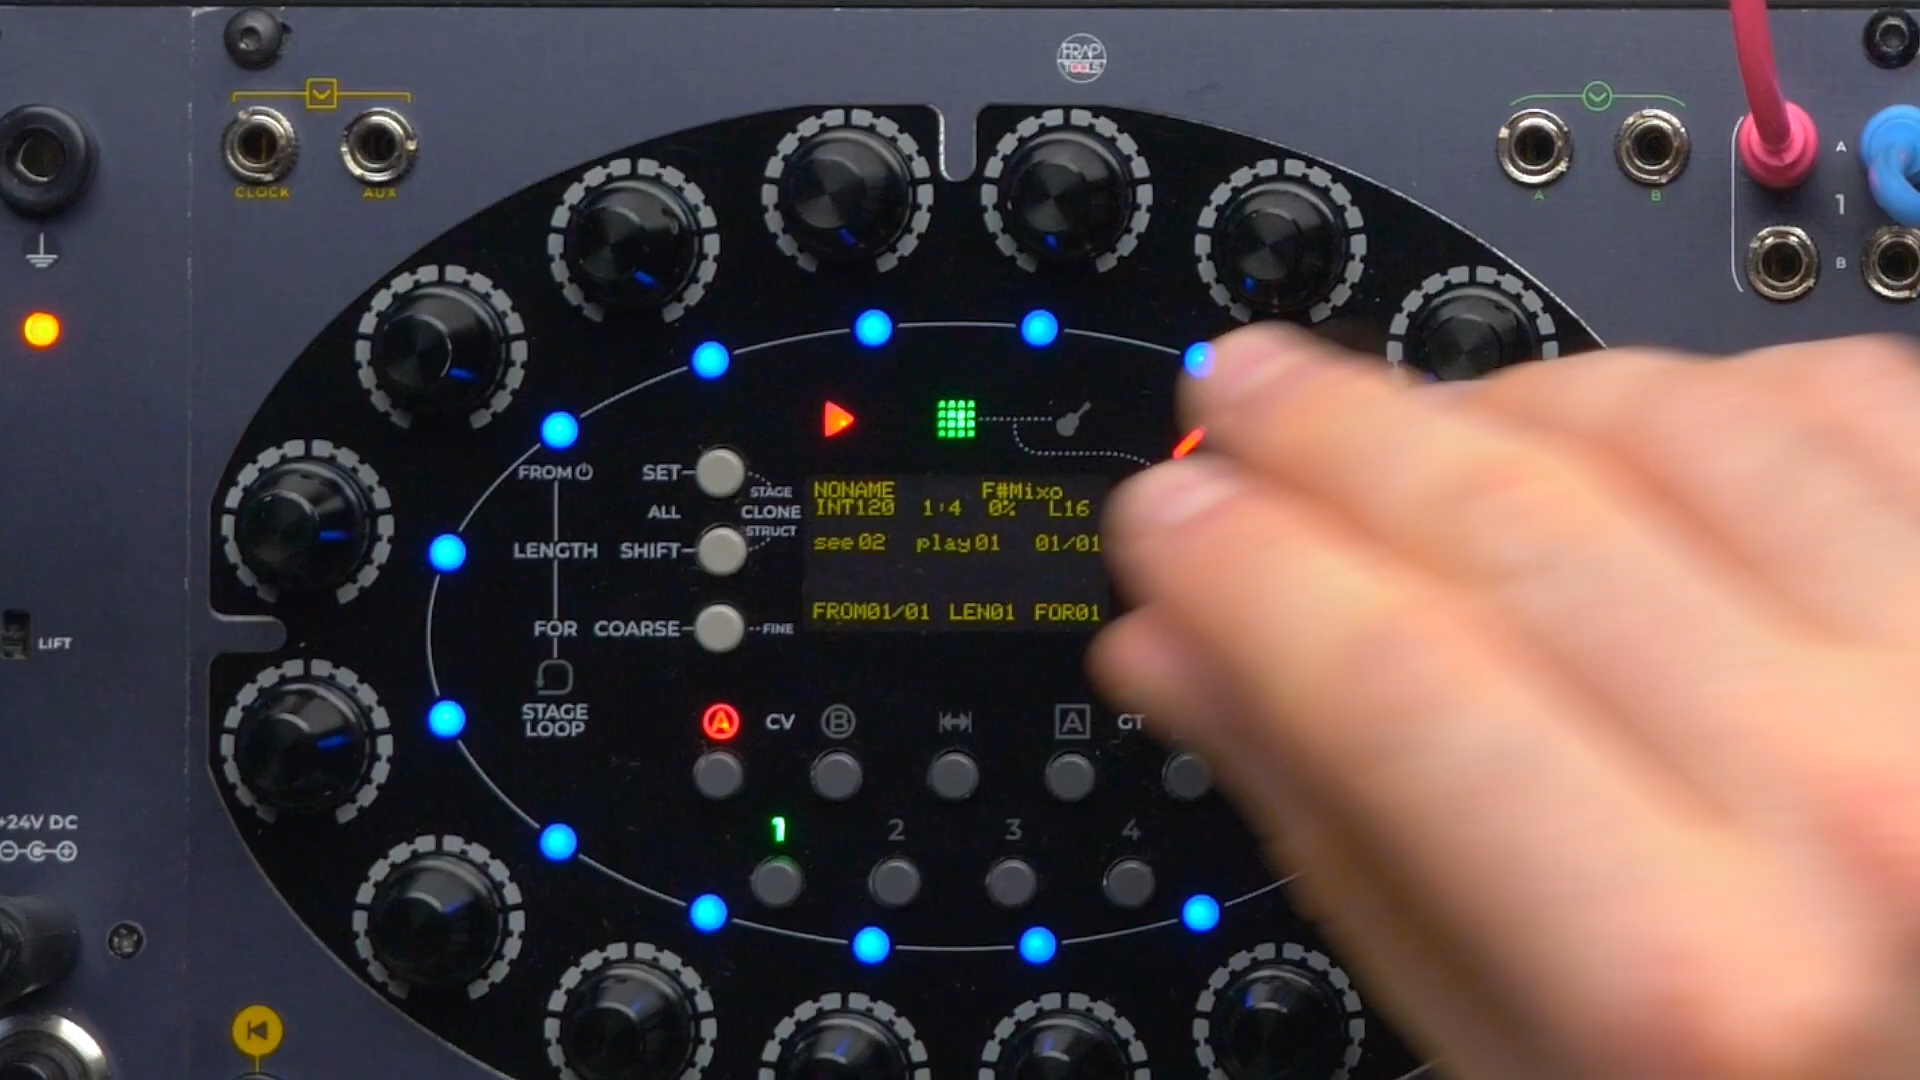 FRAP
TOOLS
CLOCK
AUX
A
B
A
1
B
FROM
SET
STAGE
ALL
CLONE
STRUCT
LENGTH
SHIFT
FOR
COARSE
FINE
STAGE
LOOP
NONAME F#Mixo
INT120 1:4 0% L16
see02 play01 01/01
FROM01/01 LEN01 FOR01
LIFT
A CV B A GT
+24V DC
1 2 3 4